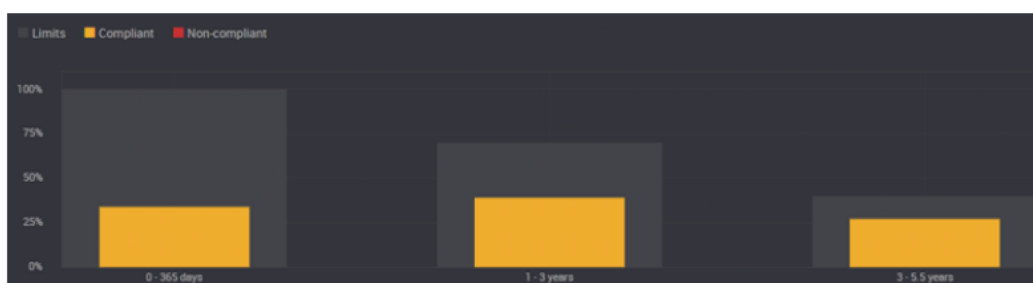 Limits Compliant Non-compliant
100%
75%
50%
25%
0%
0 - 365 days 1 - 3 years 3 - 5.5 years